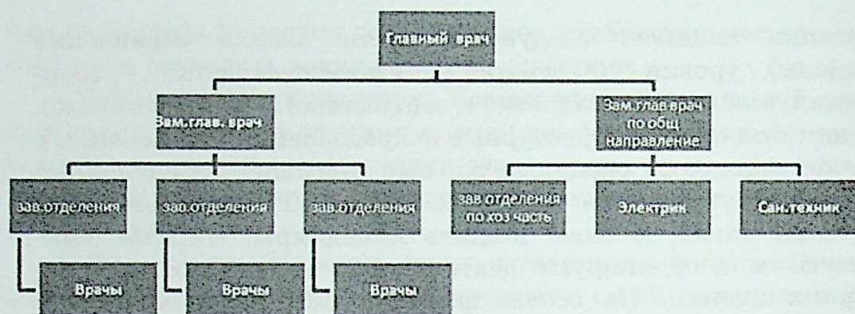 Главный врач
Зам.глав. врач
Зам.глав врач
по общ
направление
зав.отделения
зав.отделения
зав.отделения
зав отделения
по хоз часть
Электрик
Сан.техник
Врачы
Врачы
Врачы